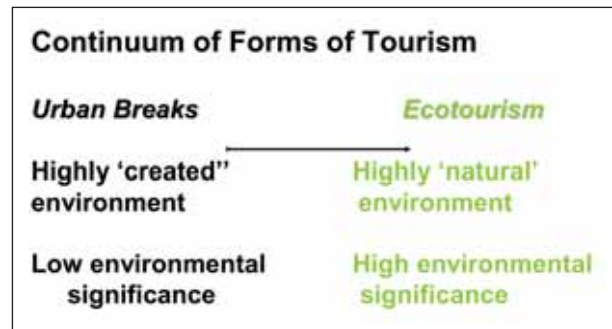 Continuum of Forms of Tourism
Urban Breaks
Ecotourism
Highly ‘created’’
environment
Highly ‘natural’
environment
Low environmental
significance
High environmental
significance